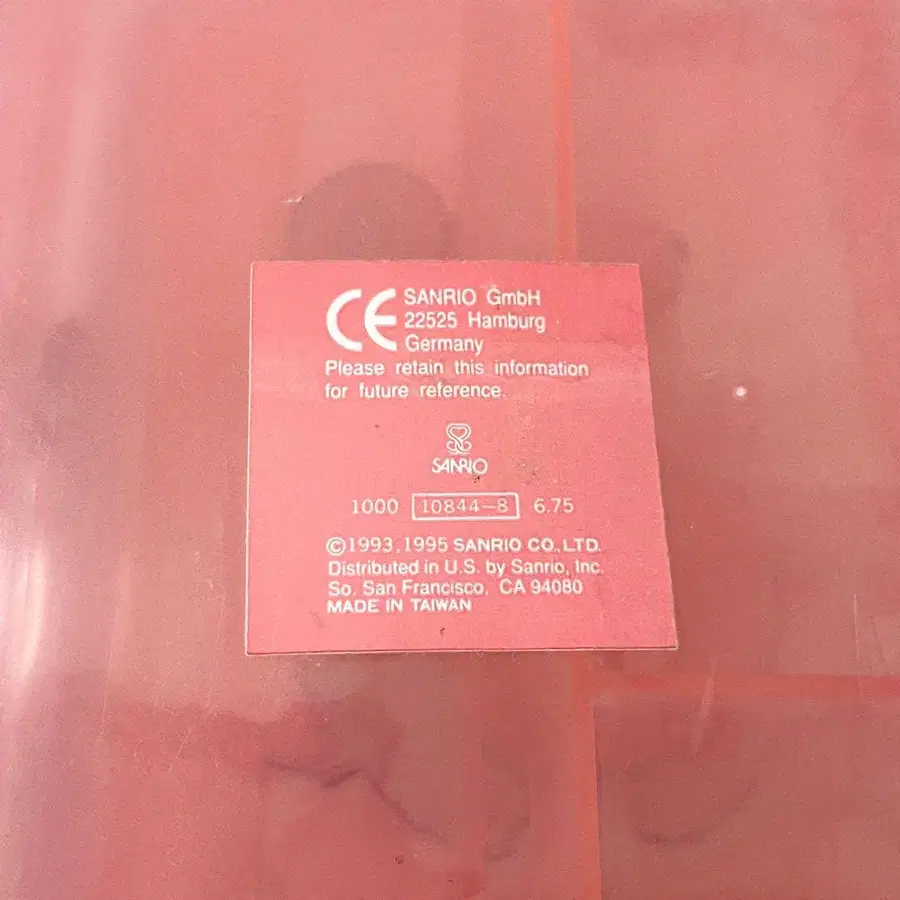 CE SANRIO GmbH
22525 Hamburg
Germany
Please retain this information
for future reference.
SANRIO
1000 10844-8 6.75
©1993,1995 SANRIO CO.,LTD.
Distributed in U.S. by Sanrio, Inc.
So. San Francisco, CA 94080
MADE IN TAIWAN